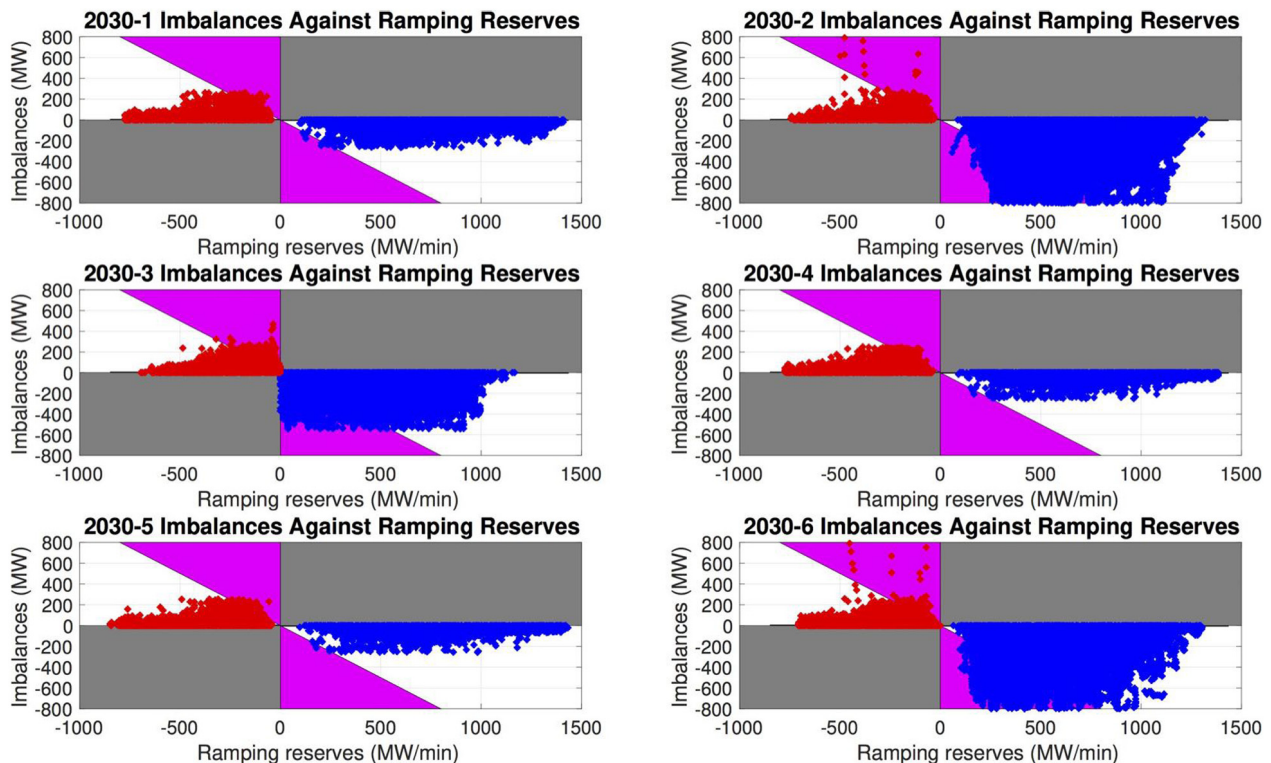 2030-1 Imbalances Against Ramping Reserves
Imbalances (MW)
800
600
400
200
0
-200
-400
-600
-800
-1000 -500 0 500 1000 1500
Ramping reserves (MW/min)
2030-2 Imbalances Against Ramping Reserves
Imbalances (MW)
800
600
400
200
0
-200
-400
-600
-800
-1000 -500 0 500 1000 1500
Ramping reserves (MW/min)
2030-3 Imbalances Against Ramping Reserves
Imbalances (MW)
800
600
400
200
0
-200
-400
-600
-800
-1000 -500 0 500 1000 1500
Ramping reserves (MW/min)
2030-4 Imbalances Against Ramping Reserves
Imbalances (MW)
800
600
400
200
0
-200
-400
-600
-800
-1000 -500 0 500 1000 1500
Ramping reserves (MW/min)
2030-5 Imbalances Against Ramping Reserves
Imbalances (MW)
800
600
400
200
0
-200
-400
-600
-800
-1000 -500 0 500 1000 1500
Ramping reserves (MW/min)
2030-6 Imbalances Against Ramping Reserves
Imbalances (MW)
800
600
400
200
0
-200
-400
-600
-800
-1000 -500 0 500 1000 1500
Ramping reserves (MW/min)